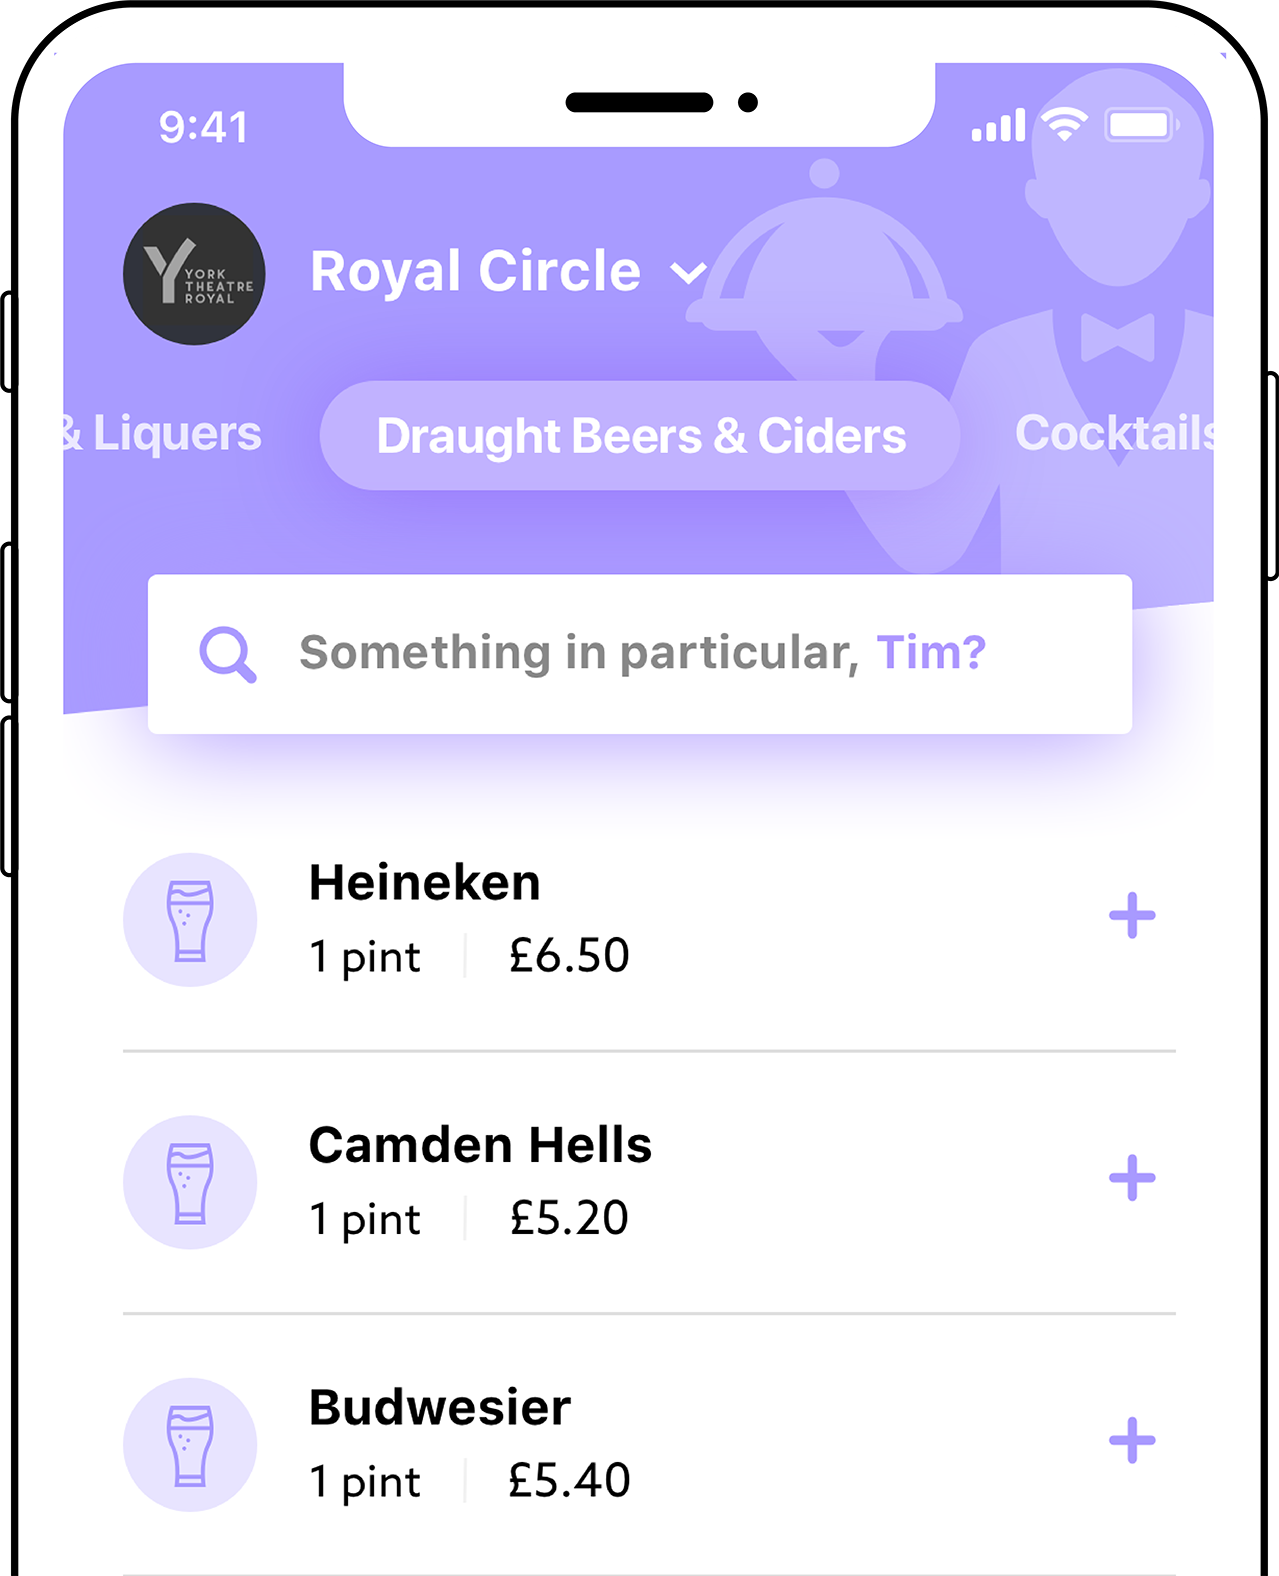 9:41
YORK
THEATRE
ROYAL
Royal Circle
& Liquers
Draught Beers & Ciders
Cocktails
Something in particular, Tim?
Heineken
1 pint £6.50
Camden Hells
1 pint £5.20
Budwesier
1 pint £5.40